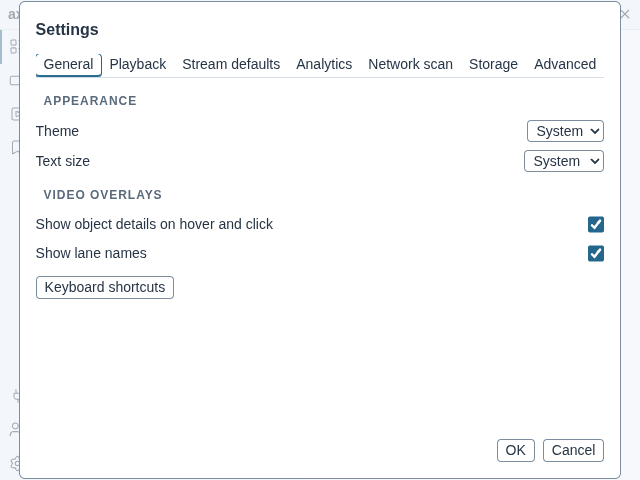 Settings
General Playback Stream defaults Analytics Network scan Storage Advanced
APPEARANCE
Theme System
Text size System
VIDEO OVERLAYS
Show object details on hover and click
Show lane names
Keyboard shortcuts
OK Cancel